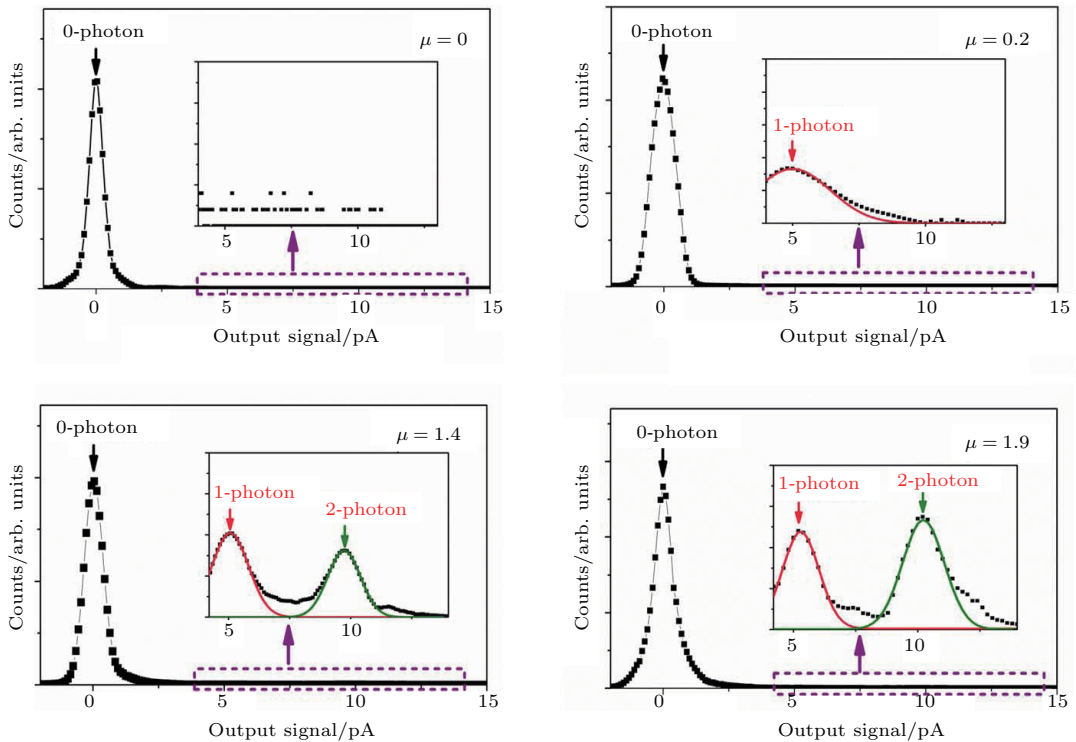 0-photon
μ = 0
Counts/arb. units
5
10
0
5
10
15
Output signal/pA
0-photon
μ = 0.2
Counts/arb. units
1-photon
5
10
0
5
10
15
Output signal/pA
0-photon
μ = 1.4
Counts/arb. units
1-photon
2-photon
5
10
0
5
10
15
Output signal/pA
0-photon
μ = 1.9
Counts/arb. units
1-photon
2-photon
5
10
0
5
10
15
Output signal/pA